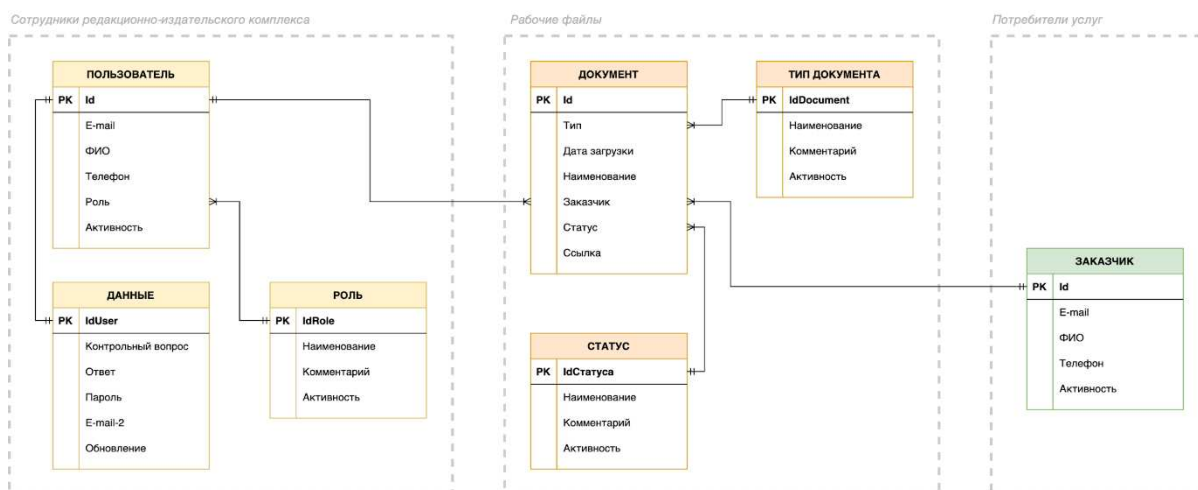 Сотрудники редакционно-издательского комплекса
Рабочие файлы
Потребители услуг
ПОЛЬЗОВАТЕЛЬ
PK Id
E-mail
ФИО
Телефон
Роль
Активность
ДАННЫЕ
PK IdUser
Контрольный вопрос
Ответ
Пароль
E-mail-2
Обновление
РОЛЬ
PK IdRole
Наименование
Комментарий
Активность
ДОКУМЕНТ
PK Id
Тип
Дата загрузки
Наименование
Заказчик
Статус
Ссылка
ТИП ДОКУМЕНТА
PK IdDocument
Наименование
Комментарий
Активность
СТАТУС
PK IdСтатуса
Наименование
Комментарий
Активность
ЗАКАЗЧИК
PK Id
E-mail
ФИО
Телефон
Активность